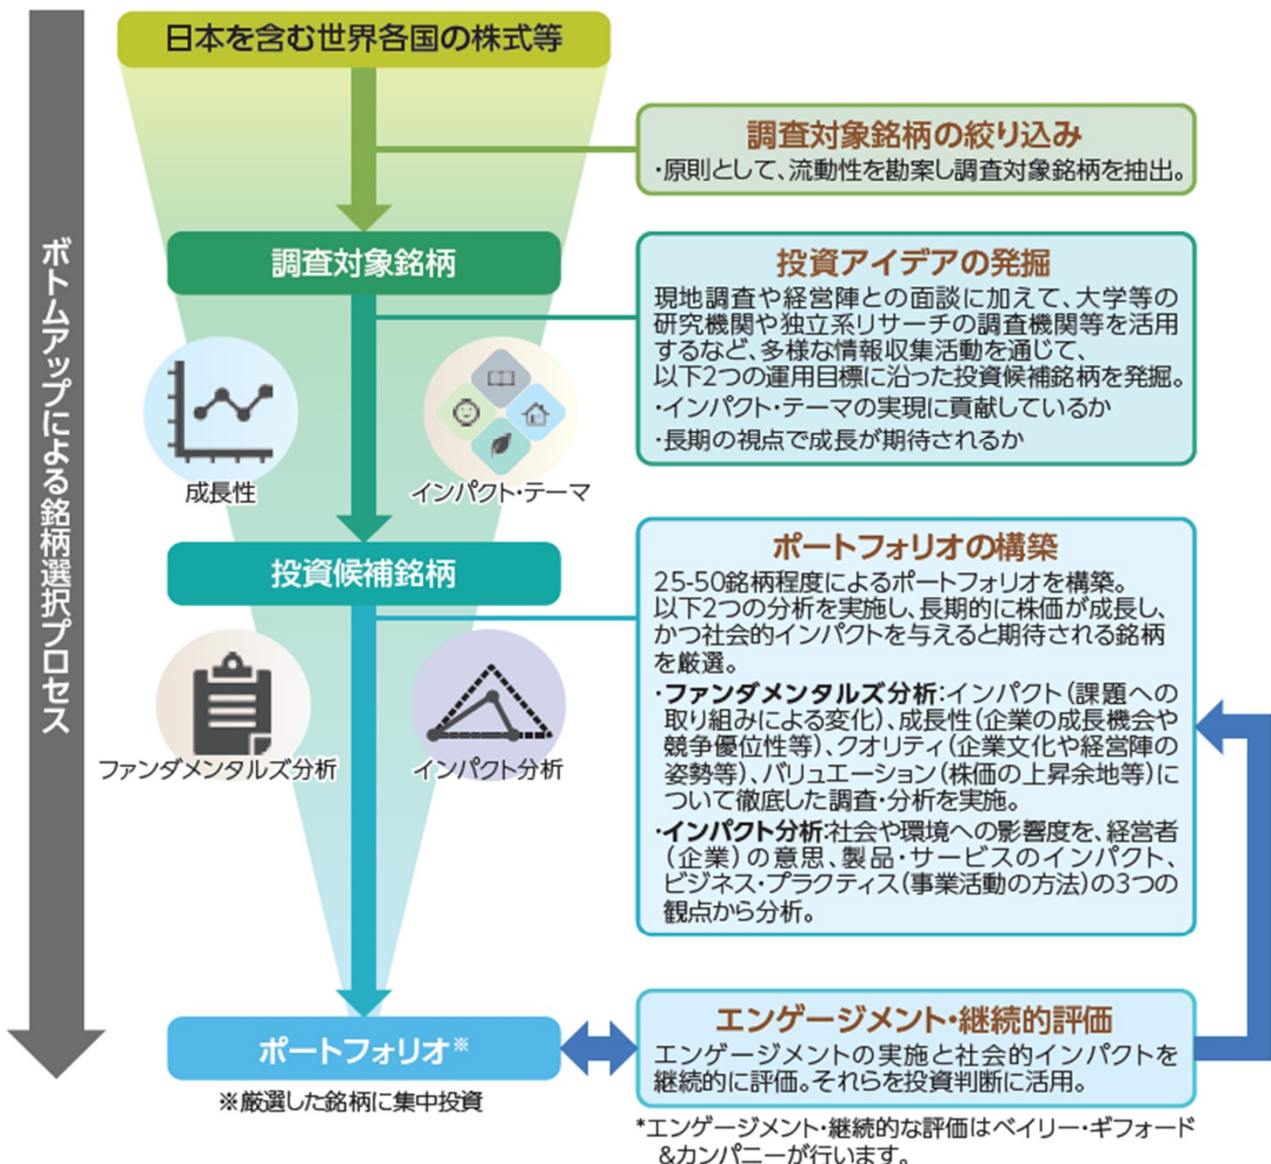 日本を含む世界各国の株式等
調査対象銘柄の絞り込み
・原則として、流動性を勘案し調査対象銘柄を抽出。
ボトムアップによる銘柄選択プロセス
調査対象銘柄
投資アイデアの発掘
現地調査や経営陣との面談に加えて、大学等の
研究機関や独立系リサーチの調査機関等を活用
するなど、多様な情報収集活動を通じて、
以下2つの運用目標に沿った投資候補銘柄を発掘。
・インパクト・テーマの実現に貢献しているか
・長期の視点で成長が期待されるか
成長性
インパクト・テーマ
投資候補銘柄
ポートフォリオの構築
25-50銘柄程度によるポートフォリオを構築。
以下2つの分析を実施し、長期的に株価が成長し、
かつ社会的インパクトを与えると期待される銘柄
を厳選。
・ファンダメンタルズ分析:インパクト(課題への
取り組みによる変化)、成長性(企業の成長機会や
競争優位性等)、クオリティ(企業文化や経営陣の
姿勢等)、バリュエーション(株価の上昇余地等)に
ついて徹底した調査・分析を実施。
・インパクト分析:社会や環境への影響度を、経営者
(企業)の意思、製品・サービスのインパクト、
ビジネス・プラクティス(事業活動の方法)の3つの
観点から分析。
ファンダメンタルズ分析
インパクト分析
ポートフォリオ※
※厳選した銘柄に集中投資
エンゲージメント・継続的評価
エンゲージメントの実施と社会的インパクトを
継続的に評価。それらを投資判断に活用。
*エンゲージメント・継続的な評価はベイリー・ギフォード
&カンパニーが行います。